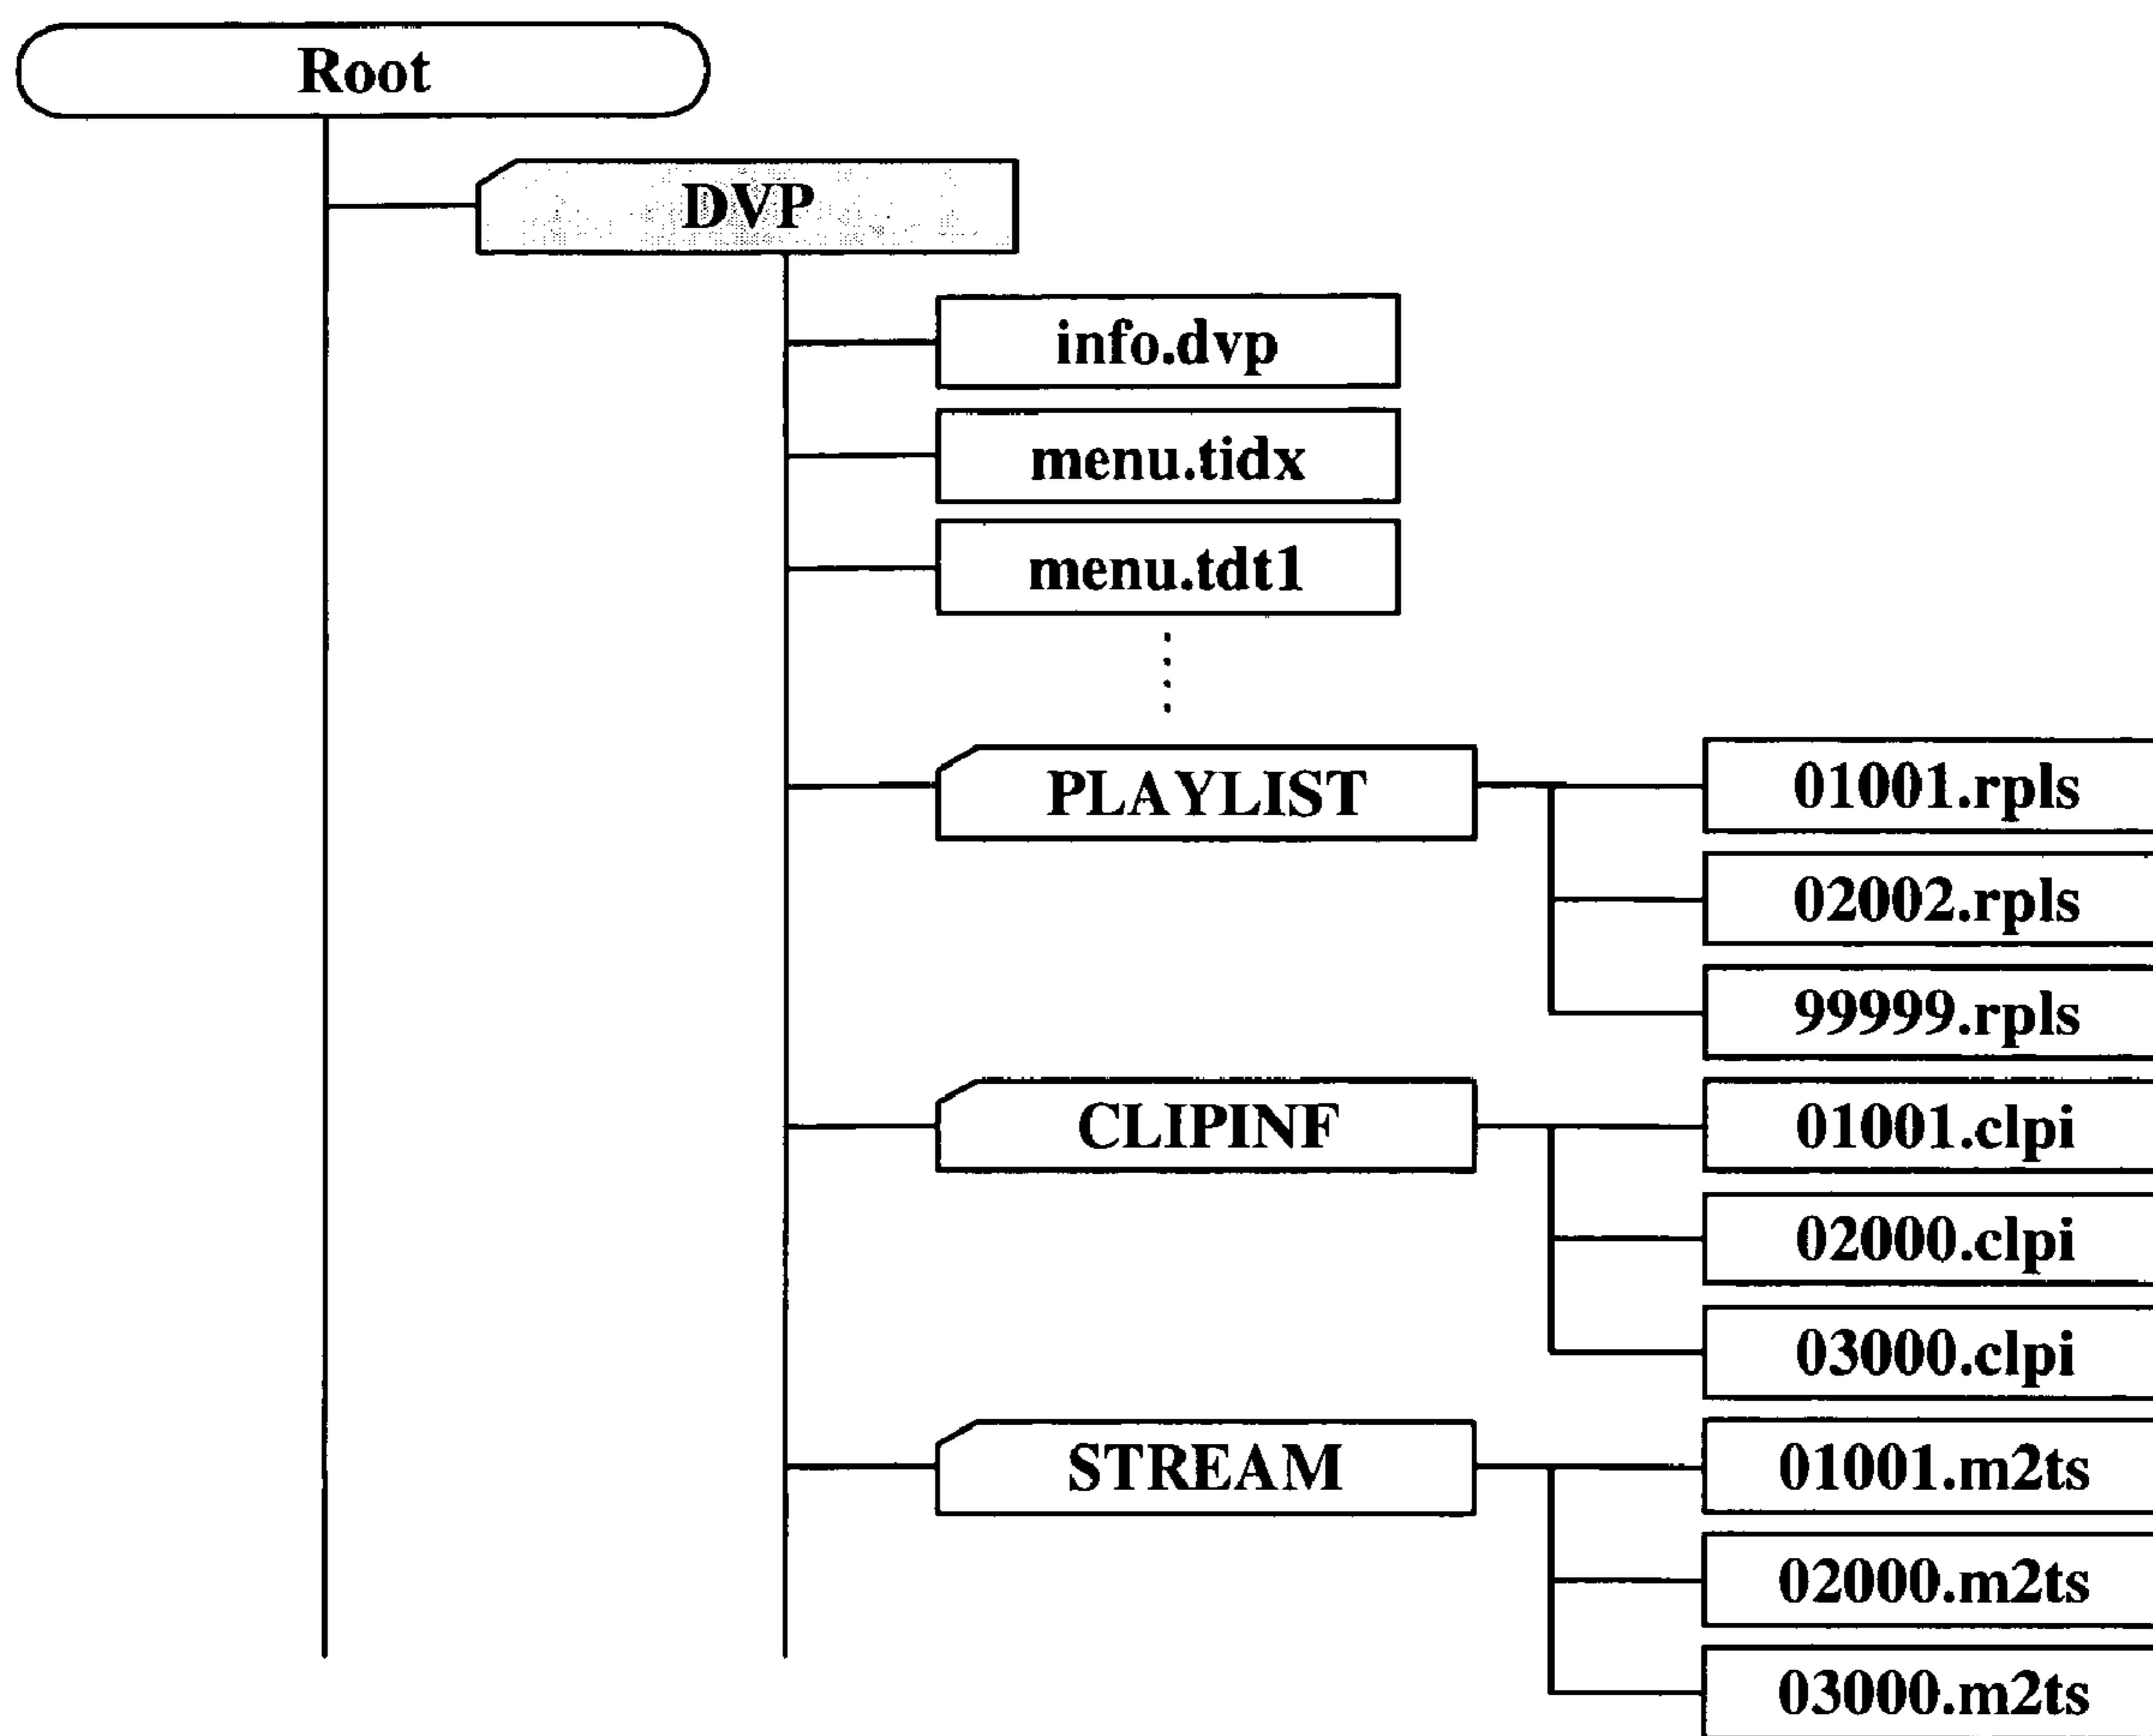 Root
DVP
info.dvp
menu.tidx
menu.tdt1
PLAYLIST
01001.rpls
02002.rpls
99999.rpls
CLIPINF
01001.clpi
02000.clpi
03000.clpi
STREAM
01001.m2ts
02000.m2ts
03000.m2ts